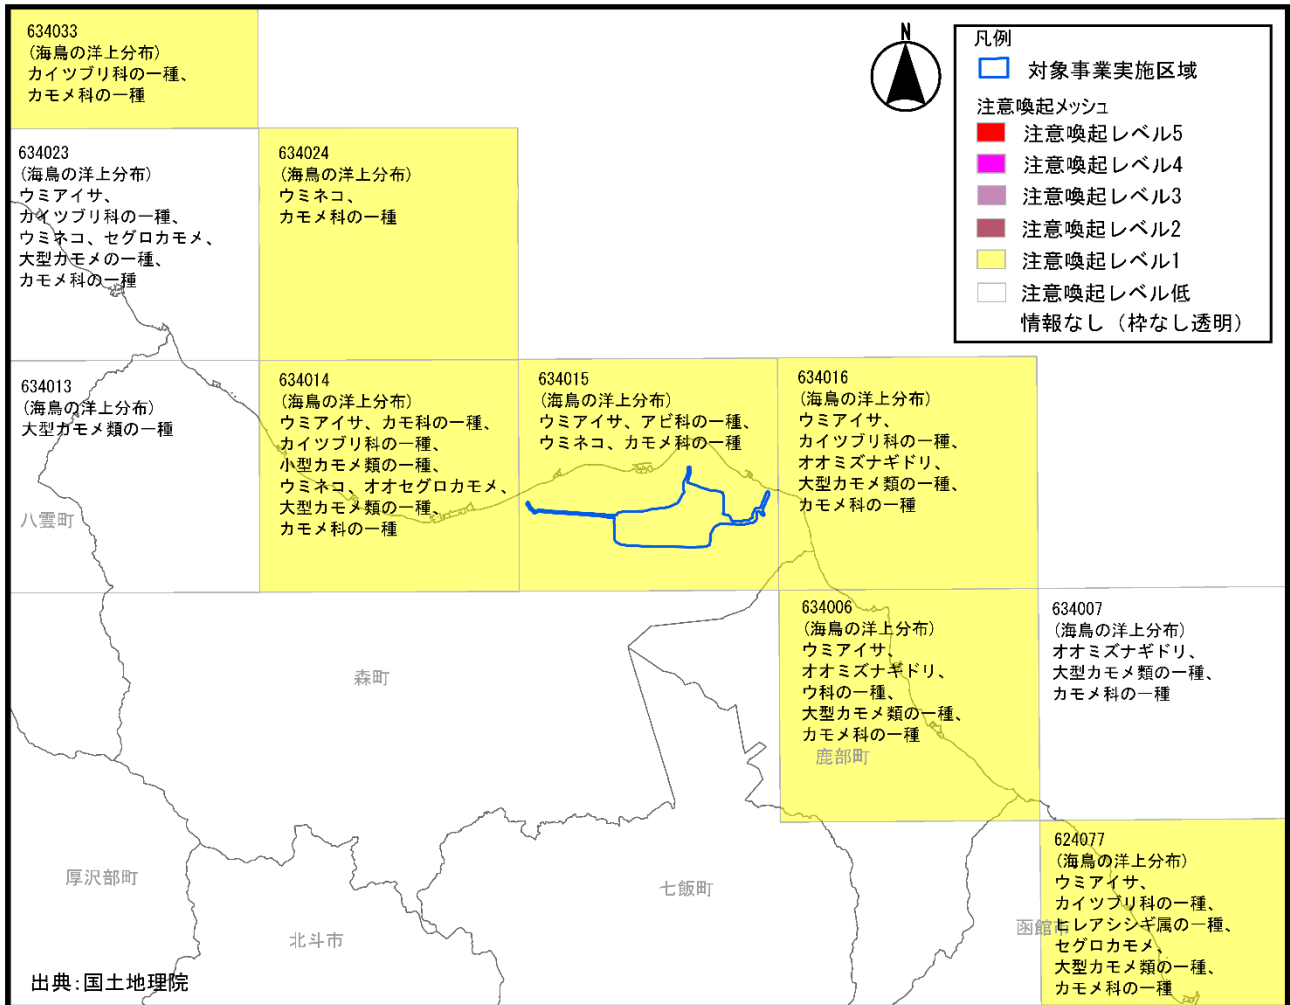 634033
(海鳥の洋上分布)
カイツブリ科の一種、
カモメ科の一種
N
凡例
対象事業実施区域
注意喚起メッシュ
注意喚起レベル5
注意喚起レベル4
注意喚起レベル3
注意喚起レベル2
注意喚起レベル1
注意喚起レベル低
情報なし（枠なし透明）
634023
(海鳥の洋上分布)
ウミアイサ、
カイツブリ科の一種、
ウミネコ、セグロカモメ、
大型カモメの一種、
カモメ科の一種
634024
(海鳥の洋上分布)
ウミネコ、
カモメ科の一種
634013
(海鳥の洋上分布)
大型カモメ類の一種
634014
(海鳥の洋上分布)
ウミアイサ、カモ科の一種、
カイツブリ科の一種、
小型カモメ類の一種、
ウミネコ、オオセグロカモメ、
大型カモメ類の一種、
カモメ科の一種
634015
(海鳥の洋上分布)
ウミアイサ、アビ科の一種、
ウミネコ、カモメ科の一種
634016
(海鳥の洋上分布)
ウミアイサ、
カイツブリ科の一種、
オオミズナギドリ、
大型カモメ類の一種、
カモメ科の一種
八雲町
634006
(海鳥の洋上分布)
ウミアイサ、
オオミズナギドリ、
ウ科の一種、
大型カモメ類の一種、
カモメ科の一種
634007
(海鳥の洋上分布)
オオミズナギドリ、
大型カモメ類の一種、
カモメ科の一種
森町
鹿部町
624077
(海鳥の洋上分布)
ウミアイサ、
カイツブリ科の一種、
ヒレアシシギ属の一種、
セグロカモメ、
大型カモメ類の一種、
カモメ科の一種
厚沢部町
七飯町
北斗市
函館市
出典:国土地理院